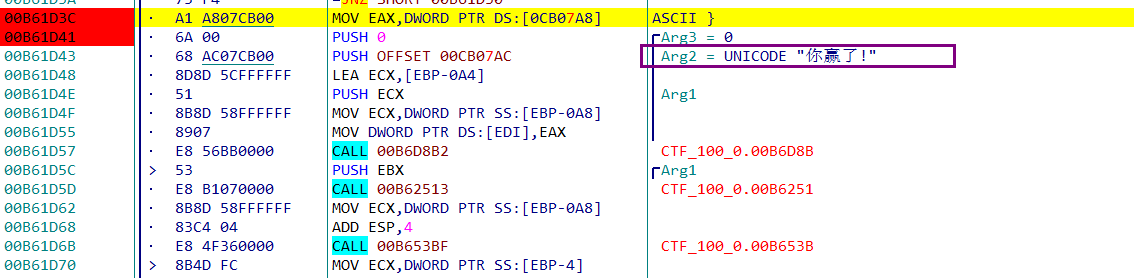 00B61D3C · A1 A807CB00 MOV EAX,DWORD PTR DS:[0CB07A8] ASCII }
00B61D41 · 6A 00 PUSH 0 Arg3 = 0
00B61D43 · 68 AC07CB00 PUSH OFFSET 00CB07AC Arg2 = UNICODE "你赢了!"
00B61D48 · 8D8D 5CFFFFFF LEA ECX,[EBP-0A4]
00B61D4E · 51 PUSH ECX Arg1
00B61D4F · 8B8D 58FFFFFF MOV ECX,DWORD PTR SS:[EBP-0A8]
00B61D55 · 8907 MOV DWORD PTR DS:[EDI],EAX
00B61D57 · E8 56BB0000 CALL 00B6D8B2 CTF_100_0.00B6D8B
00B61D5C > 53 PUSH EBX Arg1
00B61D5D · E8 B1070000 CALL 00B62513 CTF_100_0.00B6251
00B61D62 · 8B8D 58FFFFFF MOV ECX,DWORD PTR SS:[EBP-0A8]
00B61D68 · 83C4 04 ADD ESP,4
00B61D6B · E8 4F360000 CALL 00B653BF CTF_100_0.00B653B
00B61D70 > 8B4D FC MOV ECX,DWORD PTR SS:[EBP-4]